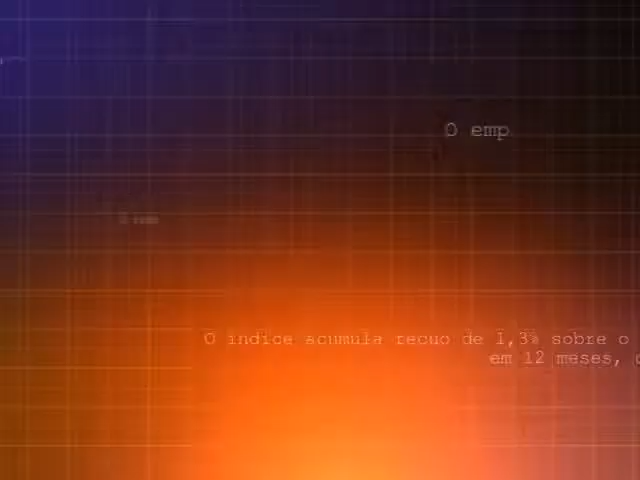 O emp
O índice acumula recuo de 1,3% sobre o
em 12 meses,